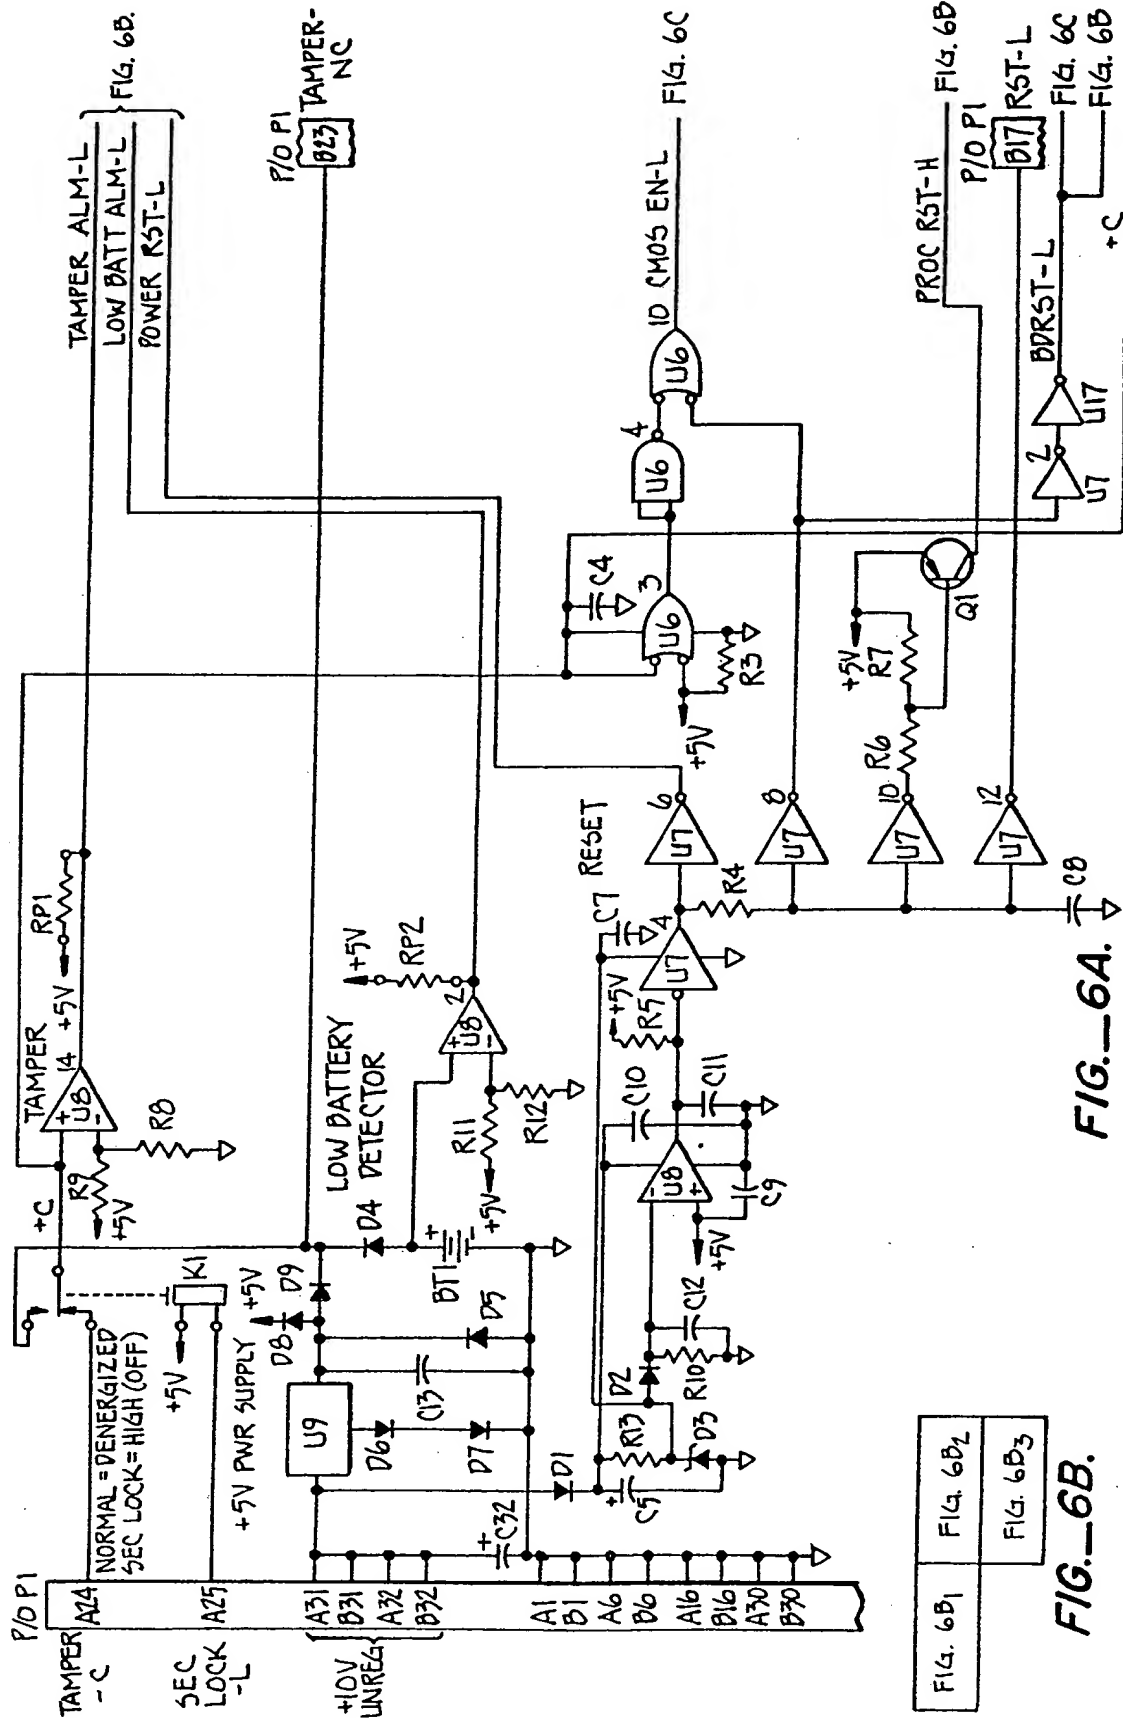 P/O P1
TAMPER
-C
A24
NORMAL = DENERGIZED
SEC LOCK = HIGH (OFF)
SEC
LOCK
-L
A25
+5V
K1
+C
R9
+5V
R8
TAMPER
U8
+
-
14
+5V
RP1
TAMPER ALM-L
LOW BATT ALM-L
POWER RST-L
FIG. 6B.
P/O P1
B23
TAMPER-
NC
+10V
UNREG
A31
B31
A32
B32
+5V PWR SUPPLY
U9
D8
+5V
D9
D6
D7
C13
D5
D4
BT1
+
-
C32
+
LOW BATTERY
DETECTOR
+5V
R11
R12
U8
+
-
2
+5V
RP2
A1
B1
A6
B6
A16
B16
A30
B30
D1
C5
+
R13
D3
D2
R10
C12
+5V
U8
-
+
C9
C10
C11
R5
+5V
C7
RESET
U7
4
R4
C8
U7
6
U7
8
U7
10
U7
12
+5V
R3
U6
3
C4
U6
4
U6
10
CMOS EN-L
FIG. 6C
R6
R7
+5V
Q1
PROC RST-H
FIG. 6B
P/O P1
B17
RST-L
U7
2
U17
BDRST-L
FIG. 6C
FIG. 6B
+C
FIG._6A.
FIG. 6B1
FIG. 6B2
FIG. 6B3
FIG._6B.